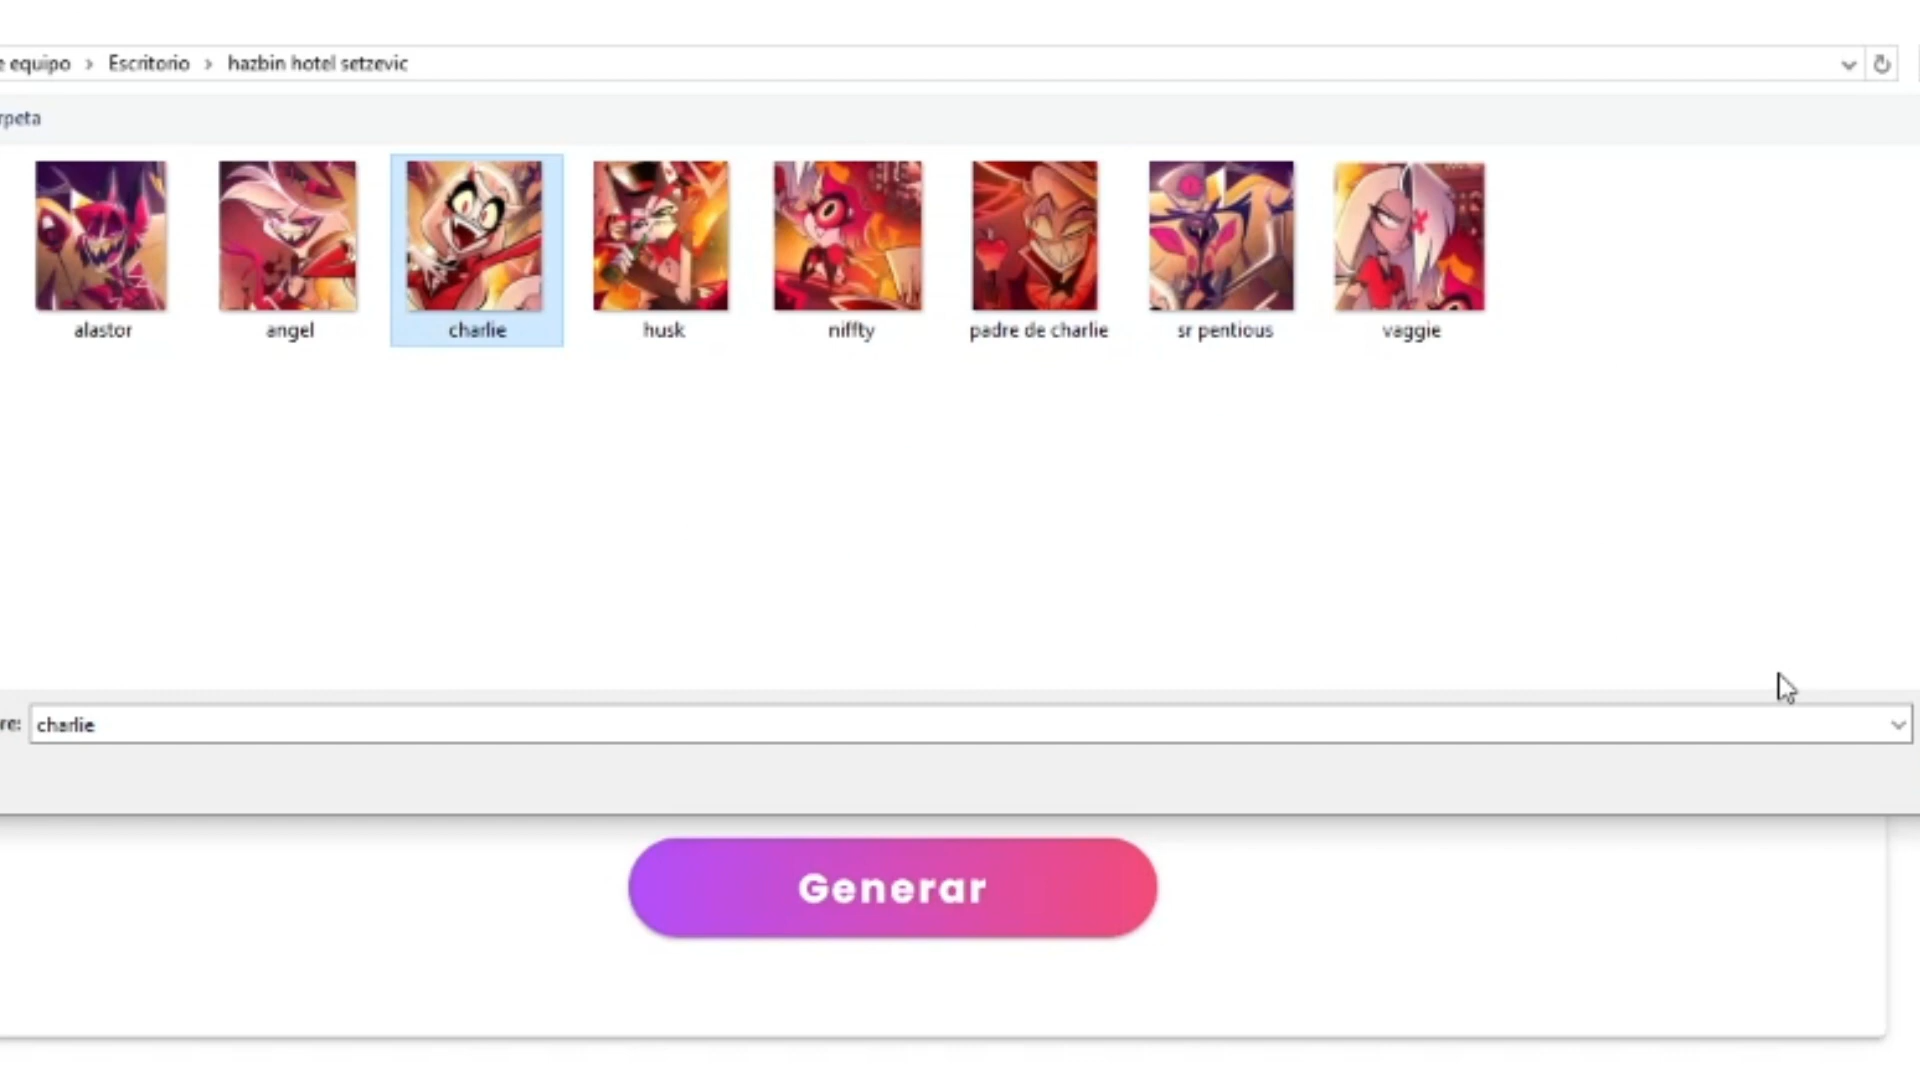 e equipo > Escritorio > hazbin hotel setzevic
rpeta
alastor
angel
charlie
husk
niffty
padre de charlie
sr pentious
vaggie
re: charlie
Generar